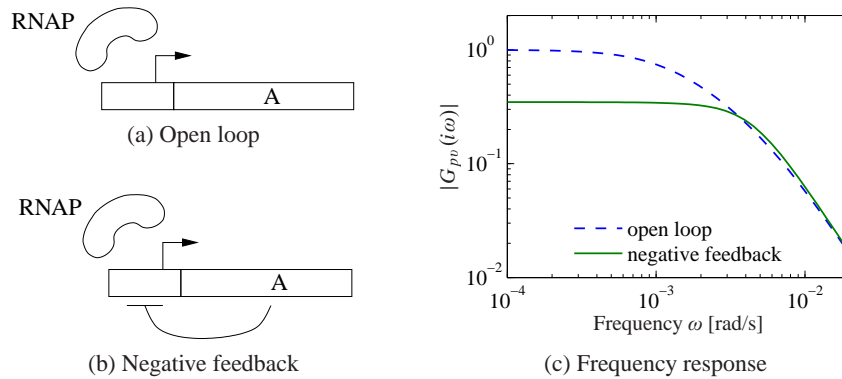 RNAP
A
(a) Open loop
RNAP
A
(b) Negative feedback
|G_{pv}(iω)|
10^0
10^{-1}
10^{-2}
open loop
negative feedback
10^{-4} 10^{-3} 10^{-2}
Frequency ω [rad/s]
(c) Frequency response